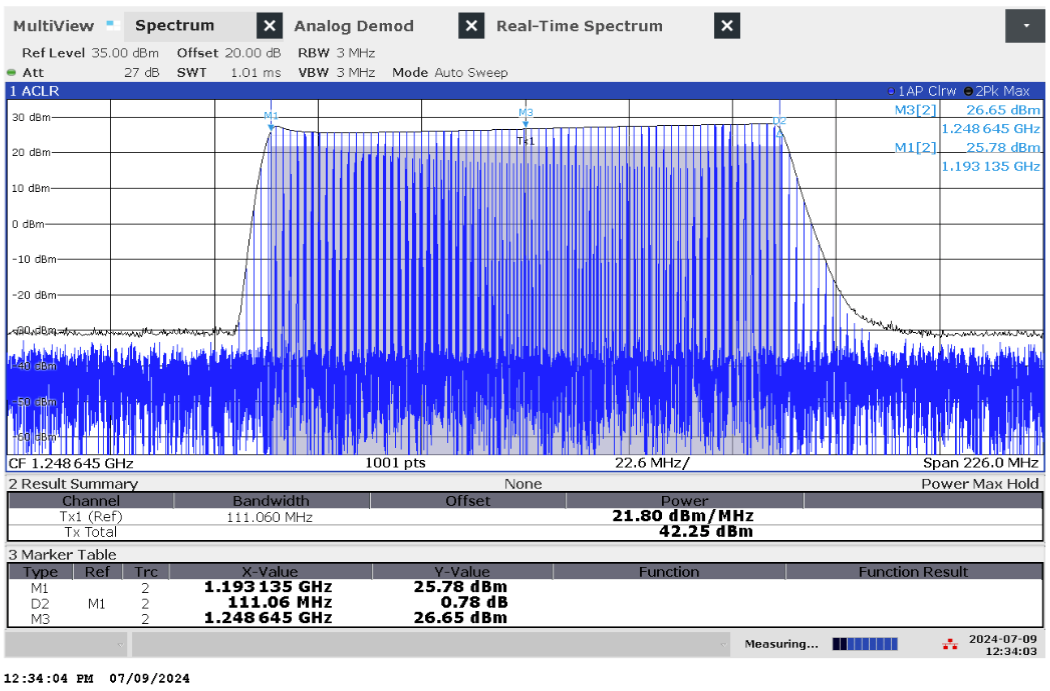 MultiView Spectrum X Analog Demod X Real-Time Spectrum X
Ref Level 35.00 dBm Offset 20.00 dB RBW 3 MHz
Att 27 dB SWT 1.01 ms VBW 3 MHz Mode Auto Sweep
1 ACLR 1AP Clrw 2Pk Max
M3[2] 26.65 dBm
1.248 645 GHz
M1[2] 25.78 dBm
1.193 135 GHz
M1
M3
D2
Tx1
30 dBm
20 dBm
10 dBm
0 dBm
-10 dBm
-20 dBm
-30 dBm
-40 dBm
-50 dBm
-60 dBm
CF 1.248 645 GHz 1001 pts 22.6 MHz/ Span 226.0 MHz
2 Result Summary None Power Max Hold
Channel Bandwidth Offset Power
Tx1 (Ref) 111.060 MHz 21.80 dBm/MHz
Tx Total 42.25 dBm
3 Marker Table
Type Ref Trc X-Value Y-Value Function Function Result
M1 2 1.193 135 GHz 25.78 dBm
D2 M1 2 111.06 MHz 0.78 dB
M3 2 1.248 645 GHz 26.65 dBm
Measuring... 2024-07-09
12:34:03
12:34:04 PM 07/09/2024